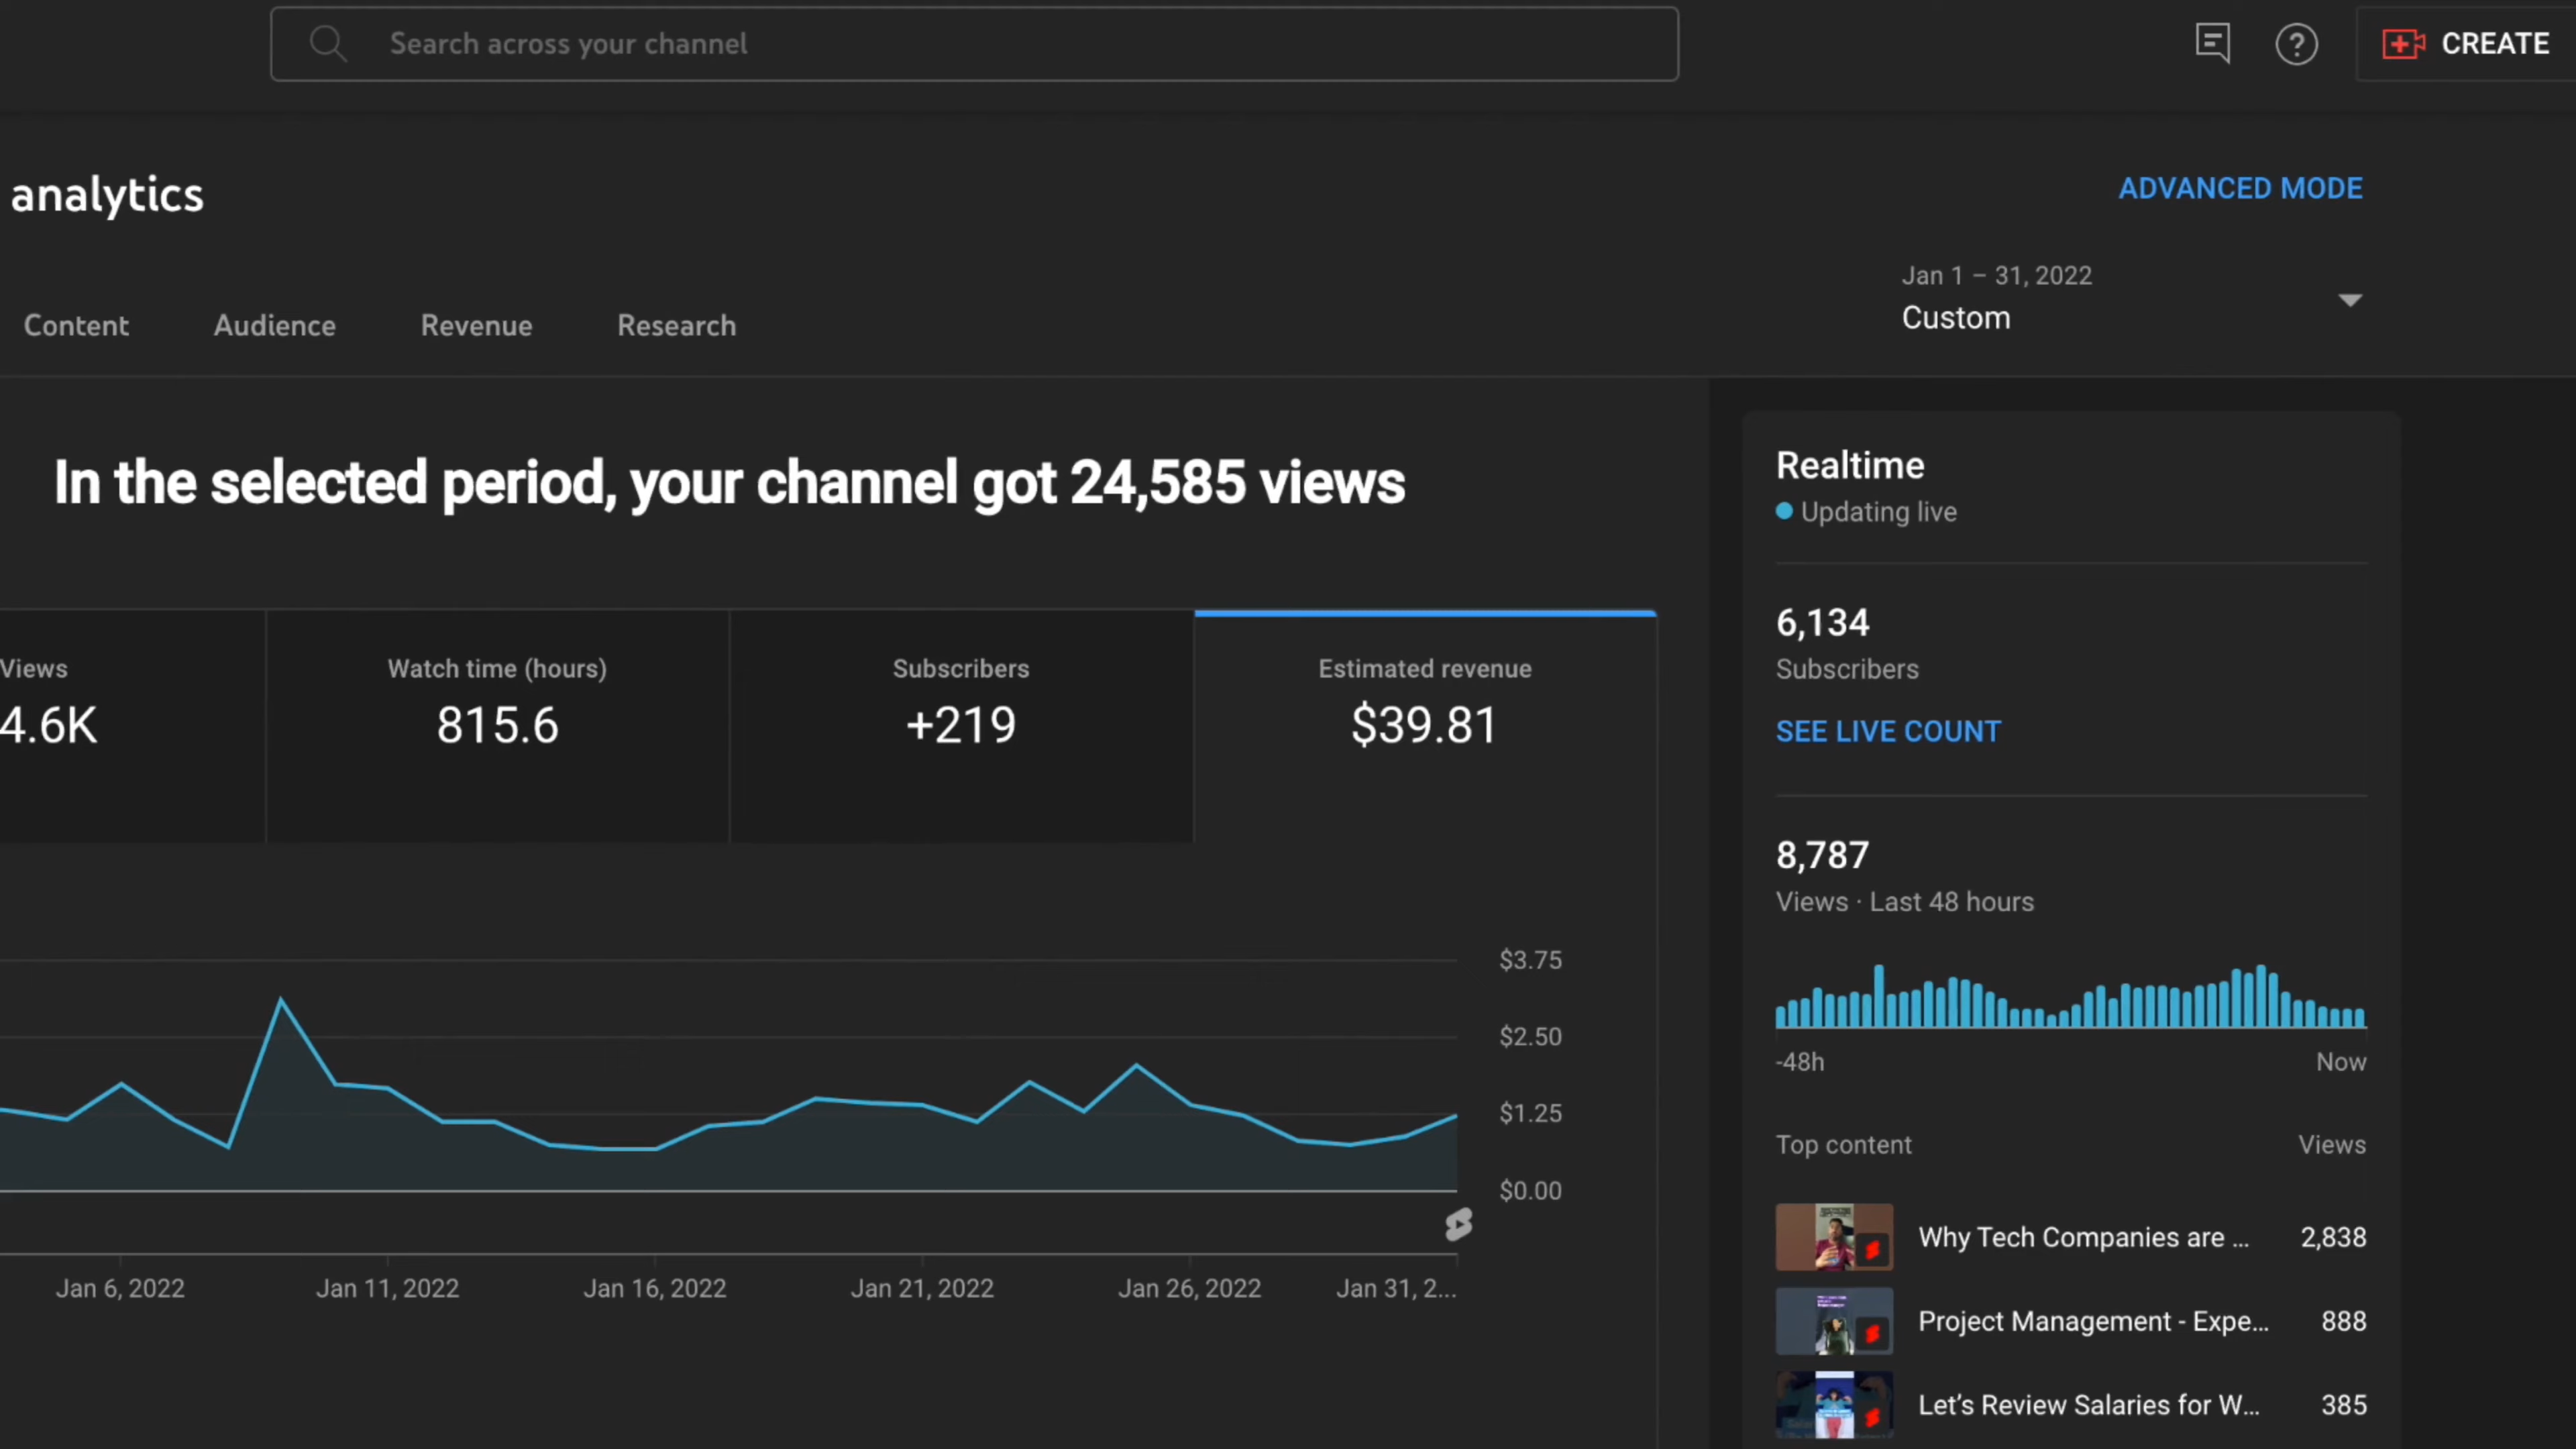 Search across your channel
CREATE
analytics
ADVANCED MODE
Jan 1 – 31, 2022
Custom
Content Audience Revenue Research
In the selected period, your channel got 24,585 views
Views
4.6K
Watch time (hours)
815.6
Subscribers
+219
Estimated revenue
$39.81
$3.75
$2.50
$1.25
$0.00
Jan 6, 2022 Jan 11, 2022 Jan 16, 2022 Jan 21, 2022 Jan 26, 2022 Jan 31, 2...
Realtime
Updating live
6,134
Subscribers
SEE LIVE COUNT
8,787
Views · Last 48 hours
-48h Now
Top content Views
Why Tech Companies are ... 2,838
Project Management - Expe... 888
Let's Review Salaries for W... 385